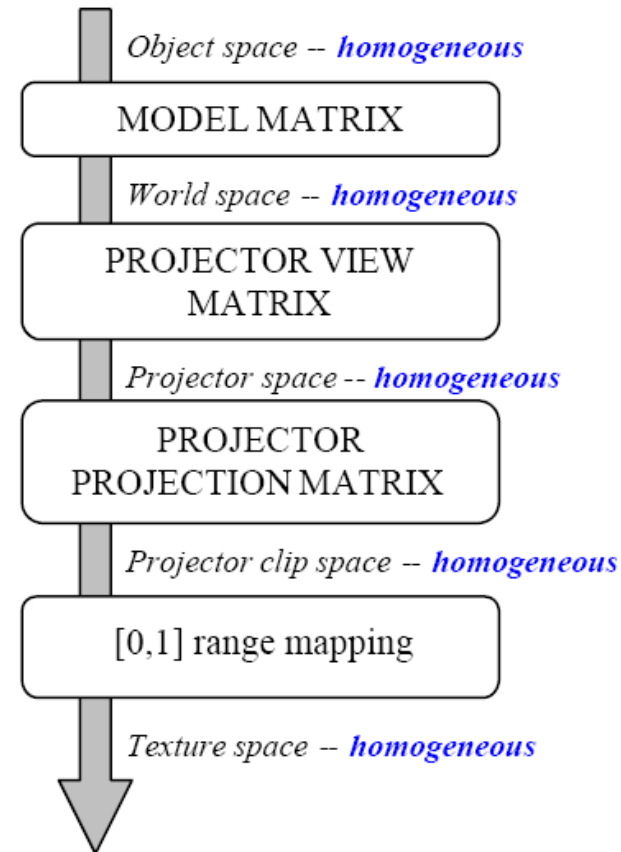 Object space -- homogeneous
MODEL MATRIX
World space -- homogeneous
PROJECTOR VIEW
MATRIX
Projector space -- homogeneous
PROJECTOR
PROJECTION MATRIX
Projector clip space -- homogeneous
[0,1] range mapping
Texture space -- homogeneous